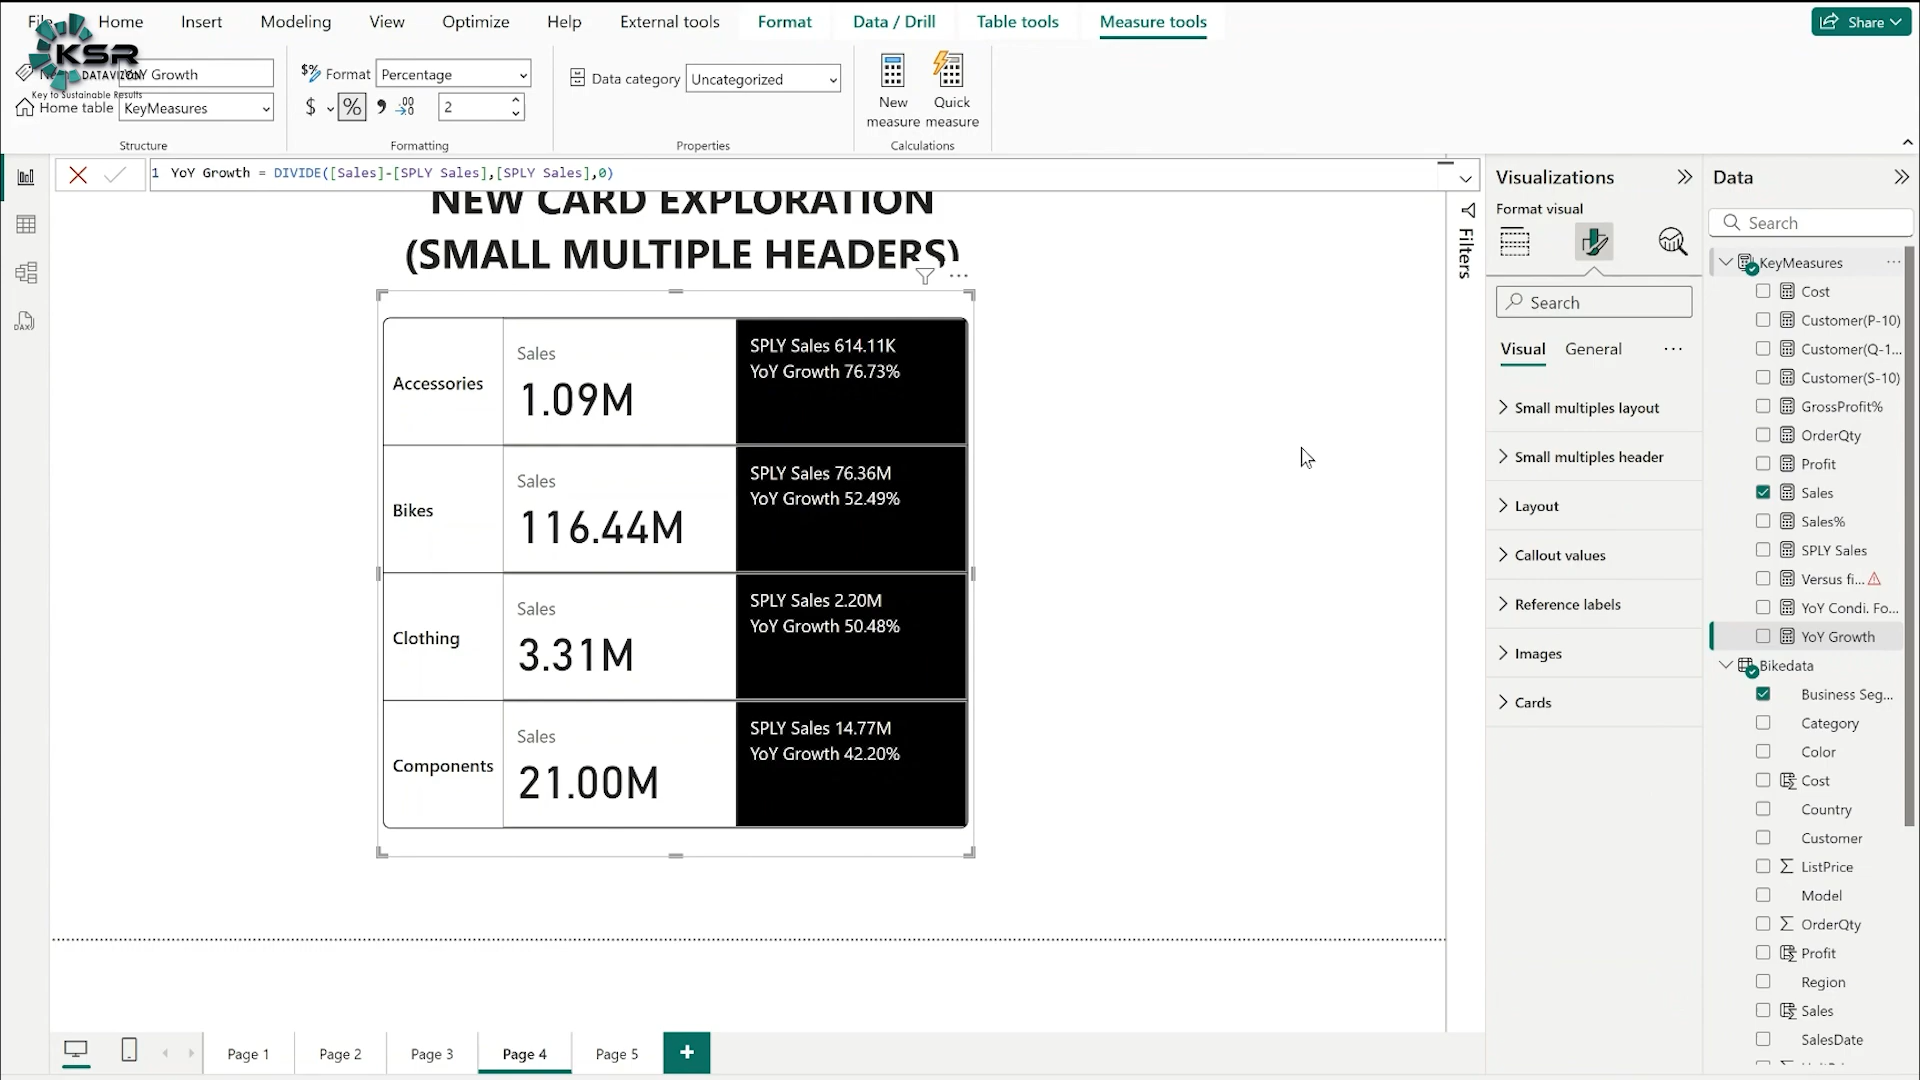 File
Home
Insert
Modeling
View
Optimize
Help
External tools
Format
Data / Drill
Table tools
Measure tools
Share
KSR
DATAVIZON
Key to Sustainable Results
YoY Growth
Home table
KeyMeasures
Structure
$% Format
Percentage
$
%
,
.00
2
Formatting
Data category
Uncategorized
Properties
New
measure
Quick
measure
Calculations
1 YoY Growth = DIVIDE([Sales]-[SPLY Sales],[SPLY Sales],0)
NEW CARD EXPLORATION
(SMALL MULTIPLE HEADERS)
Accessories
Sales
1.09M
SPLY Sales 614.11K
YoY Growth 76.73%
Bikes
Sales
116.44M
SPLY Sales 76.36M
YoY Growth 52.49%
Clothing
Sales
3.31M
SPLY Sales 2.20M
YoY Growth 50.48%
Components
Sales
21.00M
SPLY Sales 14.77M
YoY Growth 42.20%
Filters
Visualizations
Format visual
Search
Visual
General
...
Small multiples layout
Small multiples header
Layout
Callout values
Reference labels
Images
Cards
Data
Search
KeyMeasures
Cost
Customer(P-10)
Customer(Q-1...
Customer(S-10)
GrossProfit%
OrderQty
Profit
Sales
Sales%
SPLY Sales
Versus fi...
YoY Condi. Fo...
YoY Growth
Bikedata
Business Seg...
Category
Color
Cost
Country
Customer
ListPrice
Model
OrderQty
Profit
Region
Sales
SalesDate
Page 1
Page 2
Page 3
Page 4
Page 5
+